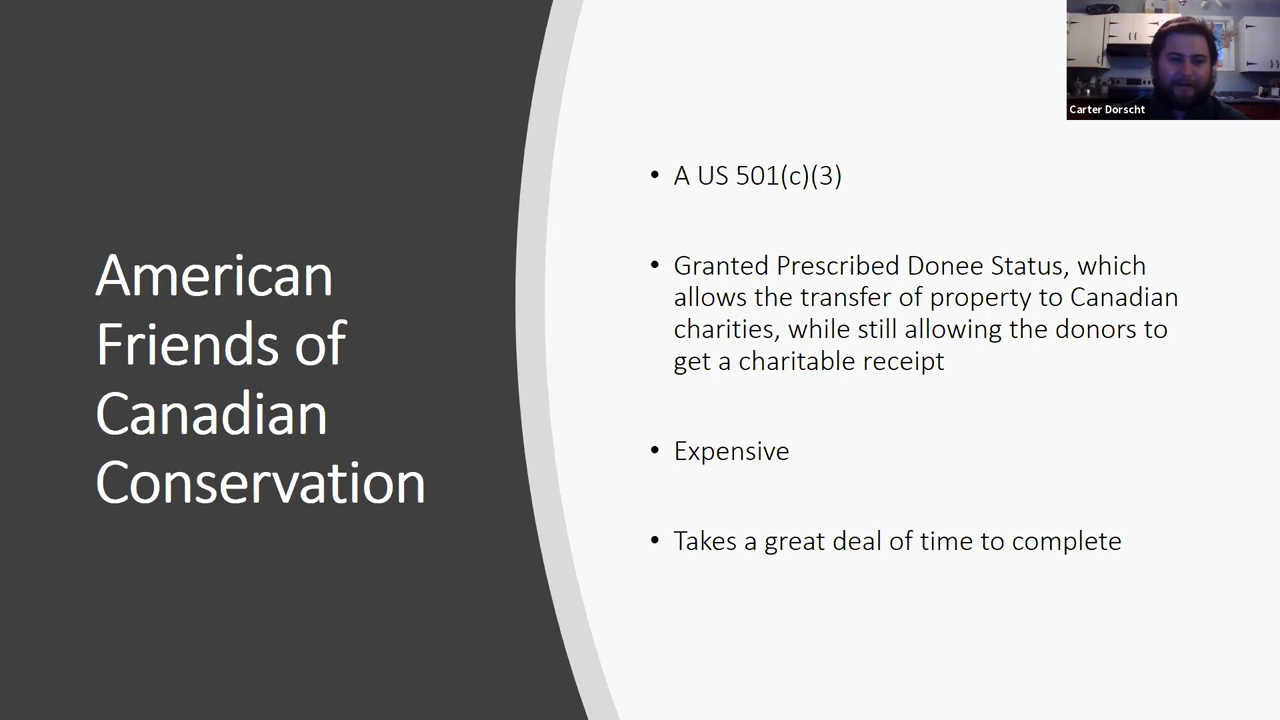 American
Friends of
Canadian
Conservation
• A US 501(c)(3)
• Granted Prescribed Donee Status, which
allows the transfer of property to Canadian
charities, while still allowing the donors to
get a charitable receipt
• Expensive
• Takes a great deal of time to complete
Carter Dorscht